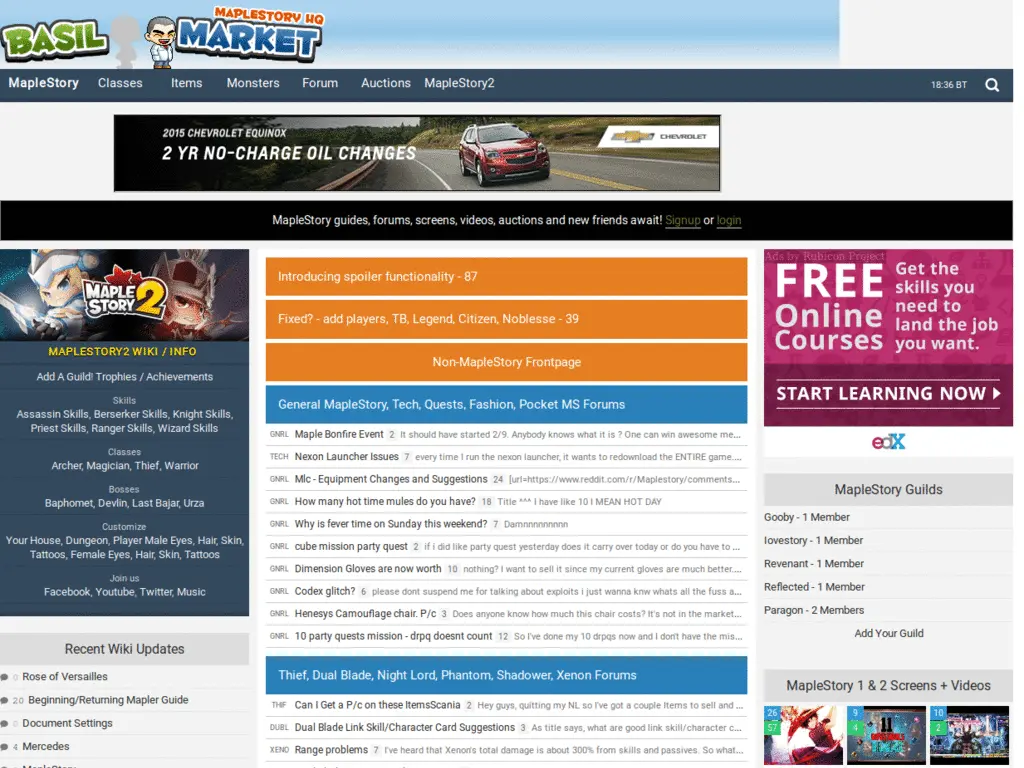 BASIL
MARKET
MAPLESTORY HQ
MapleStory
Classes
Items
Monsters
Forum
Auctions
MapleStory2
18:36 BT
2015 CHEVROLET EQUINOX
2 YR NO-CHARGE OIL CHANGES
CHEVROLET
MapleStory guides, forums, screens, videos, auctions and new friends await! Signup or login
MAPLE
STORY 2
MAPLESTORY2 WIKI / INFO
Add A Guild! Trophies / Achievements
Skills
Assassin Skills, Berserker Skills, Knight Skills,
Priest Skills, Ranger Skills, Wizard Skills
Classes
Archer, Magician, Thief, Warrior
Bosses
Baphomet, Devlin, Last Bajar, Urza
Customize
Your House, Dungeon, Player Male Eyes, Hair, Skin,
Tattoos, Female Eyes, Hair, Skin, Tattoos
Join us
Facebook, Youtube, Twitter, Music
Recent Wiki Updates
0 Rose of Versailles
20 Beginning/Returning Mapler Guide
0 Document Settings
4 Mercedes
Introducing spoiler functionality - 87
Fixed? - add players, TB, Legend, Citizen, Noblesse - 39
Non-MapleStory Frontpage
General MapleStory, Tech, Quests, Fashion, Pocket MS Forums
GNRL Maple Bonfire Event 2 It should have started 2/9. Anybody knows what it is ? One can win awesome me...
TECH Nexon Launcher Issues 7 every time I run the nexon launcher, it wants to redownload the ENTIRE game....
GNRL Mlc - Equipment Changes and Suggestions 24 [url=https://www.reddit.com/r/Maplestory/comments...
GNRL How many hot time mules do you have? 18 Title ^^^ I have like 10 I MEAN HOT DAY
GNRL Why is fever time on Sunday this weekend? 7 Damnnnnnnnnn
GNRL cube mission party quest 2 if i did like party quest yesterday does it carry over today or do you have to ...
GNRL Dimension Gloves are now worth 10 nothing? I want to sell it since my current gloves are much better....
GNRL Codex glitch? 6 please dont suspend me for talking about exploits i just wanna knw whats all the fuss a...
GNRL Henesys Camouflage chair. P/c 3 Does anyone know how much this chair costs? It's not in the market...
GNRL 10 party quests mission - drpq doesnt count 12 So I've done my 10 drpqs now and I don't have the mis...
Thief, Dual Blade, Night Lord, Phantom, Shadower, Xenon Forums
THIF Can I Get a P/c on these ItemsScania 2 Hey guys, quitting my NL so I've got a couple Items to sell and ...
DUBL Dual Blade Link Skill/Character Card Suggestions 3 As title says, what are good link skill/character c...
XENO Range problems 7 I've heard that Xenon's total damage is about 300% from skills and passives. So what...
Ads by Rubicon Project
FREE
Online
Courses
Get the
skills you
need to
land the job
you want.
START LEARNING NOW
edX
MapleStory Guilds
Gooby - 1 Member
Iovestory - 1 Member
Revenant - 1 Member
Reflected - 1 Member
Paragon - 2 Members
Add Your Guild
MapleStory 1 & 2 Screens + Videos
26
57
9
4
11
10
2